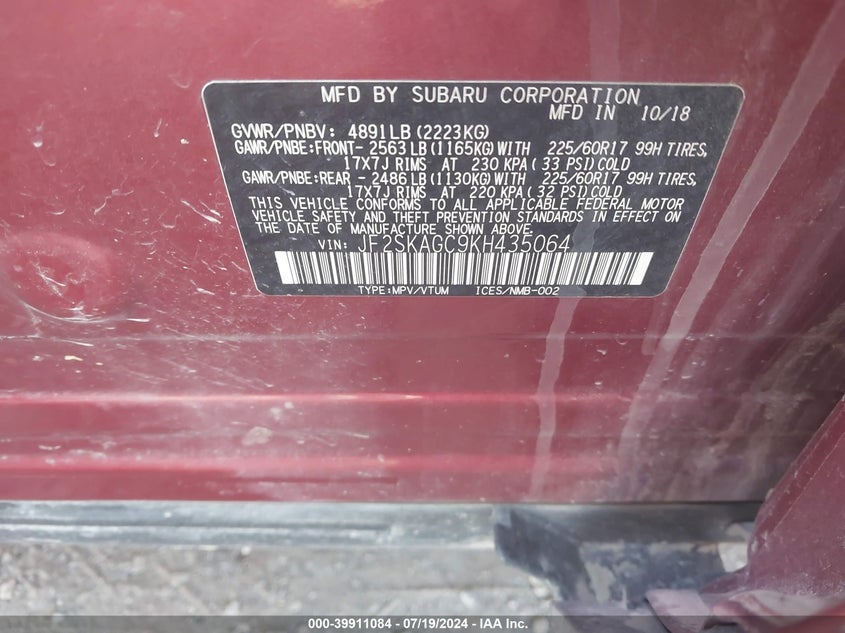 MFD BY SUBARU CORPORATION
MFD IN 10/18
GVWR/PNBV: 4891LB (2223KG)
GAWR/PNBE:FRONT- 2563LB (1165KG)WITH 225/60R17 99H TIRES,
17X7J RIMS AT 230 KPA( 33 PSI)COLD
GAWR/PNBE:REAR - 2486LB (1130KG)WITH 225/60R17 99H TIRES,
17X7J RIMS AT 220 KPA( 32 PSI)COLD
THIS VEHICLE CONFORMS TO ALL APPLICABLE FEDERAL MOTOR
VEHICLE SAFETY AND THEFT PREVENTION STANDARDS IN EFFECT ON
THE DATE OF MANUFACTURE SHOWN ABOVE.
VIN: JF2SKAGC9KH435064
TYPE:MPV/VTUM ICES/NMB-002
000-39911084 - 07/19/2024 - IAA Inc.